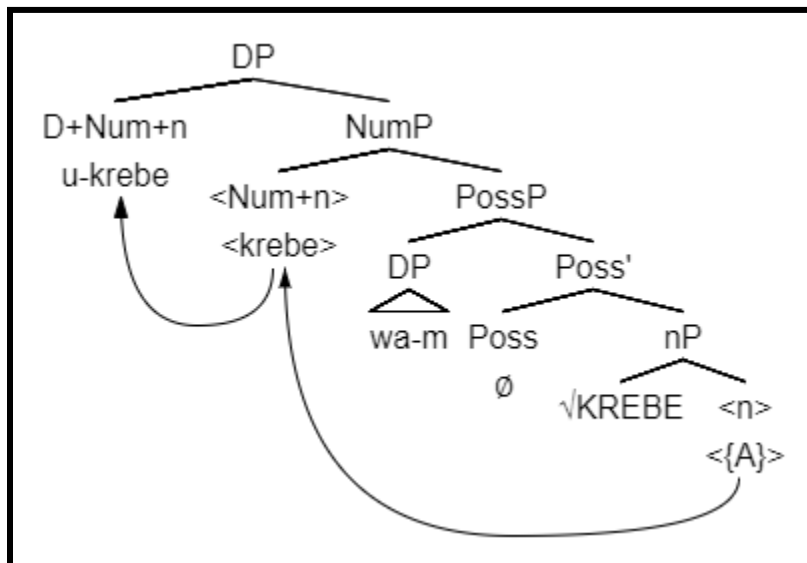 DP
D+Num+n NumP
u-krebe <Num+n> PossP
<krebe> DP Poss'
wa-m Poss nP
∅ √KREBE <n>
<{A}>